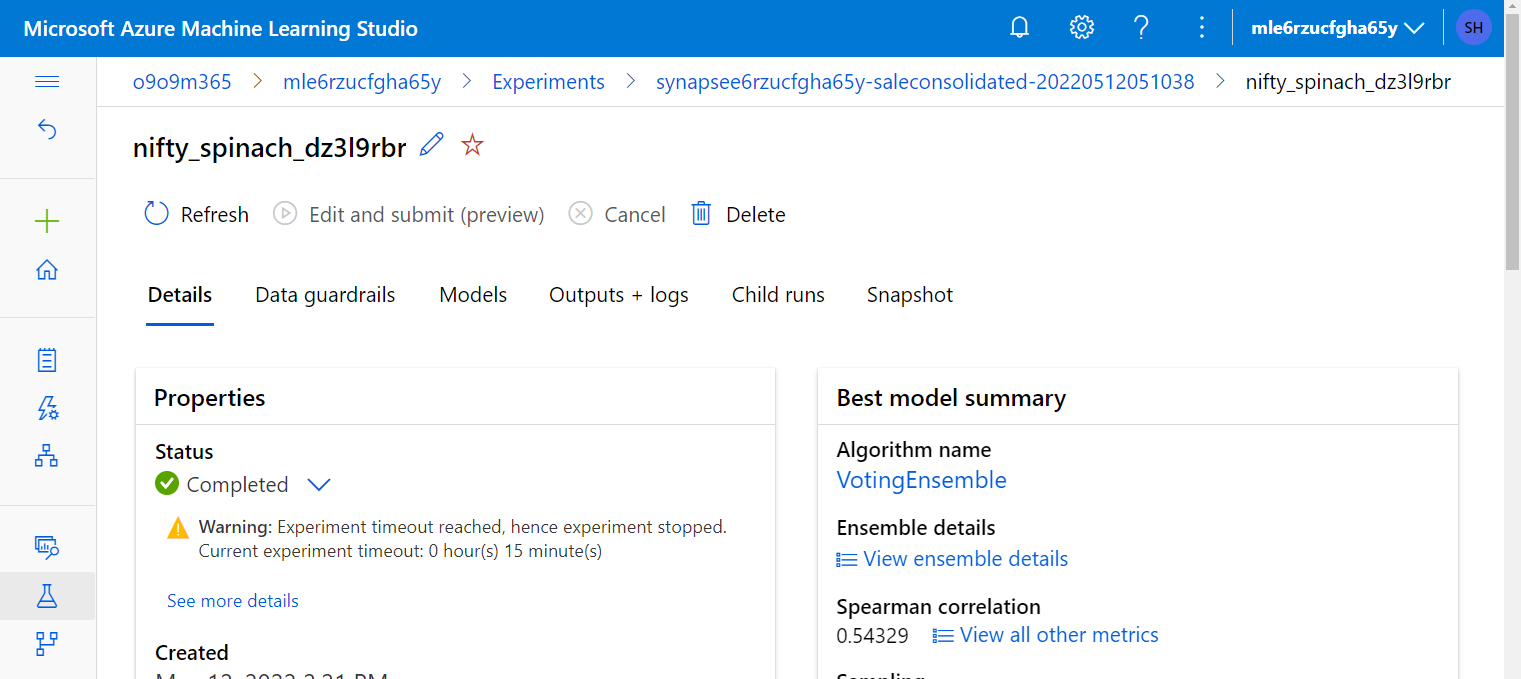 Microsoft Azure Machine Learning Studio
mle6rzucfgha65y
SH
o9o9m365 > mle6rzucfgha65y > Experiments > synapsee6rzucfgha65y-saleconsolidated-20220512051038 > nifty_spinach_dz3l9rbr
nifty_spinach_dz3l9rbr
Refresh Edit and submit (preview) Cancel Delete
Details Data guardrails Models Outputs + logs Child runs Snapshot
Properties
Status
Completed
Warning: Experiment timeout reached, hence experiment stopped.
Current experiment timeout: 0 hour(s) 15 minute(s)
See more details
Created
Best model summary
Algorithm name
VotingEnsemble
Ensemble details
View ensemble details
Spearman correlation
0.54329 View all other metrics
Sampling